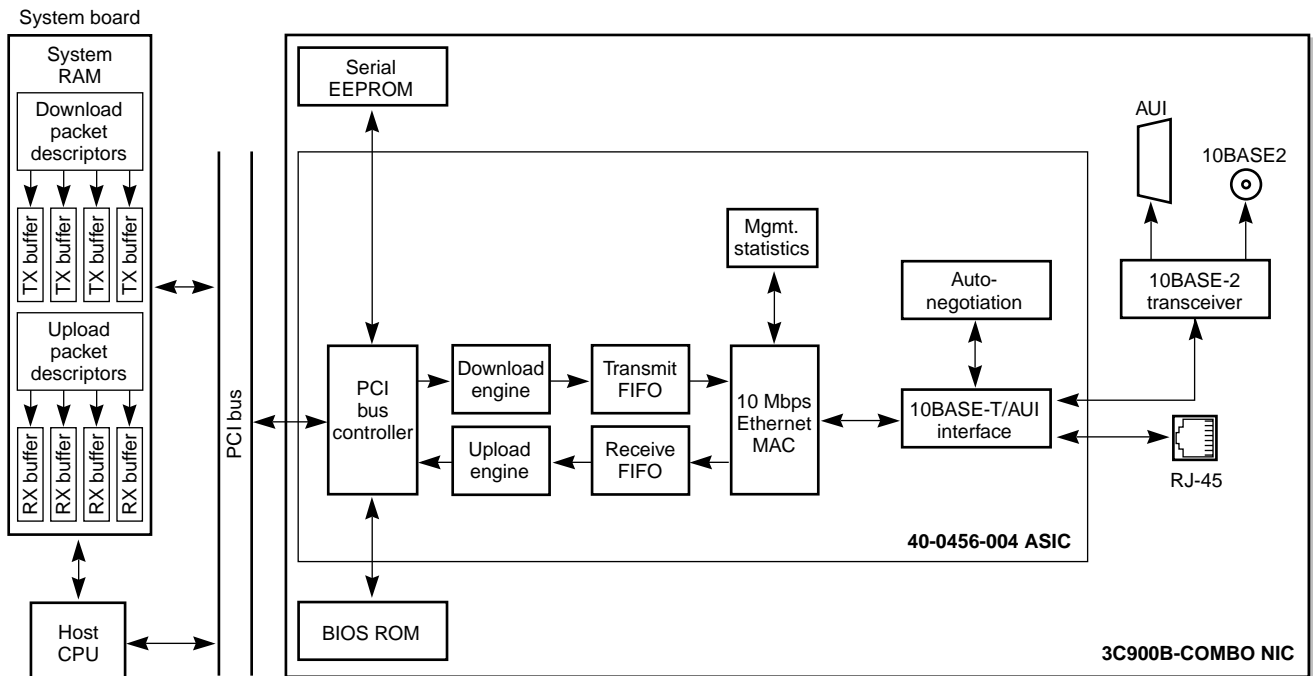 System board
System
RAM
Download
packet
descriptors
TX buffer
TX buffer
TX buffer
TX buffer
Upload
packet
descriptors
RX buffer
RX buffer
RX buffer
RX buffer
Host
CPU
PCI bus
Serial
EEPROM
PCI
bus
controller
BIOS ROM
Download
engine
Transmit
FIFO
Upload
engine
Receive
FIFO
Mgmt.
statistics
10 Mbps
Ethernet
MAC
Auto-
negotiation
10BASE-T/AUI
interface
40-0456-004 ASIC
AUI
10BASE2
10BASE-2
transceiver
RJ-45
3C900B-COMBO NIC